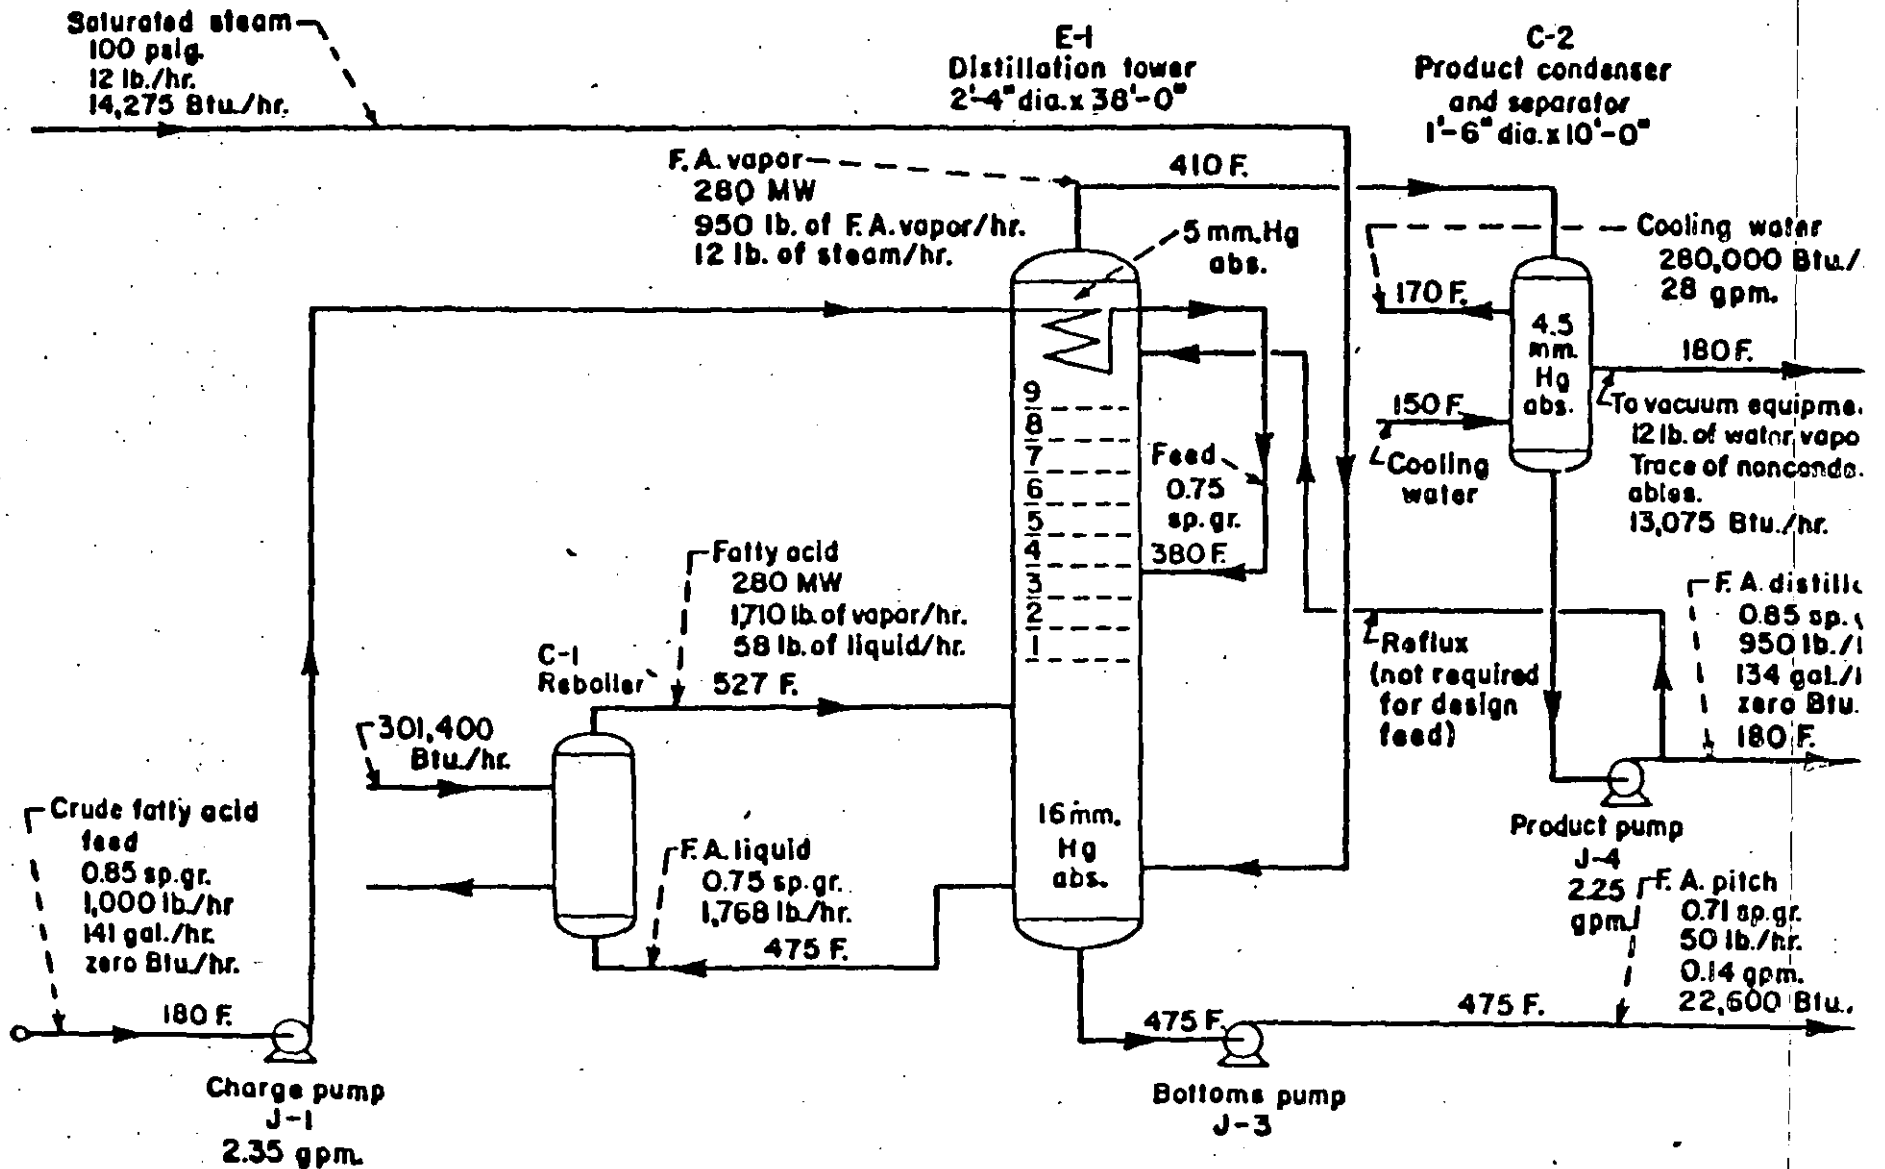 Saturated steam
100 psig.
12 lb./hr.
14,275 Btu./hr.
E-1
Distillation tower
2'-4" dia. x 38'-0"
C-2
Product condenser
and separator
1'-6" dia. x 10'-0"
F. A. vapor
280 MW
950 lb. of F. A. vapor/hr.
12 lb. of steam/hr.
410 F.
5 mm. Hg
abs.
Cooling water
280,000 Btu./
28 gpm.
170 F.
4.5
mm.
Hg
abs.
180 F.
150 F.
Cooling
water
To vacuum equipme
12 lb. of water vapo
Trace of nonconde
ables.
13,075 Btu./hr.
9
8
7
6
5
4
3
2
1
Feed
0.75
sp. gr.
380 F.
Fatty acid
280 MW
1,710 lb. of vapor/hr.
58 lb. of liquid/hr.
C-1
Reboiler
527 F.
301,400
Btu./hr.
Reflux
(not required
for design
feed)
F. A. distilla
0.85 sp.
950 lb./
134 gal./
zero Btu.
180 F.
Crude fatty acid
feed
0.85 sp. gr.
1,000 lb./hr
141 gal./hr.
zero Btu./hr.
180 F.
Charge pump
J-1
2.35 gpm.
F. A. liquid
0.75 sp. gr.
1,768 lb./hr.
475 F.
16 mm.
Hg
abs.
Product pump
J-4
2.25
gpm
F. A. pitch
0.71 sp. gr.
50 lb./hr.
0.14 gpm.
22,600 Btu.
475 F.
475 F.
Bottoms pump
J-3